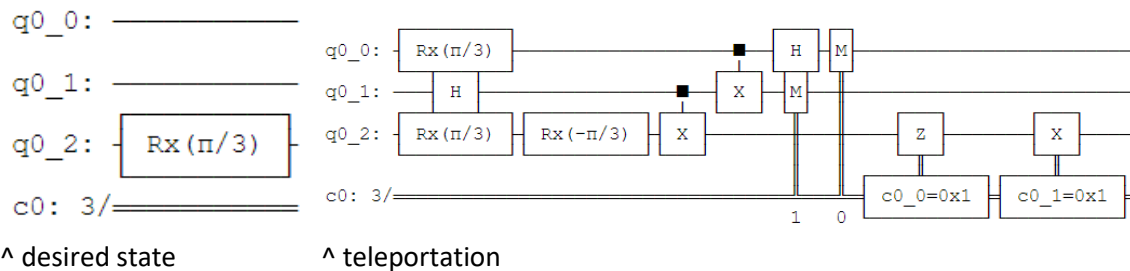 q0_0:
q0_1:
q0_2: Rx(π/3)
c0: 3/
^ desired state
q0_0: Rx(π/3) H M
q0_1: H X M
q0_2: Rx(π/3) Rx(-π/3) X Z X
c0: 3/ c0_0=0x1 c0_1=0x1
1 0
^ teleportation